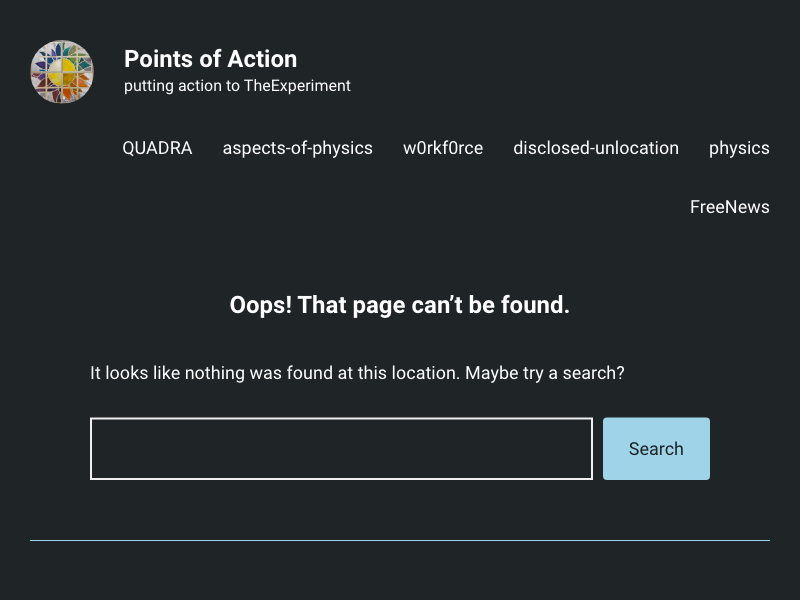 Points of Action
putting action to TheExperiment
QUADRA aspects-of-physics w0rkf0rce disclosed-unlocation physics
FreeNews
Oops! That page can’t be found.
It looks like nothing was found at this location. Maybe try a search?
Search